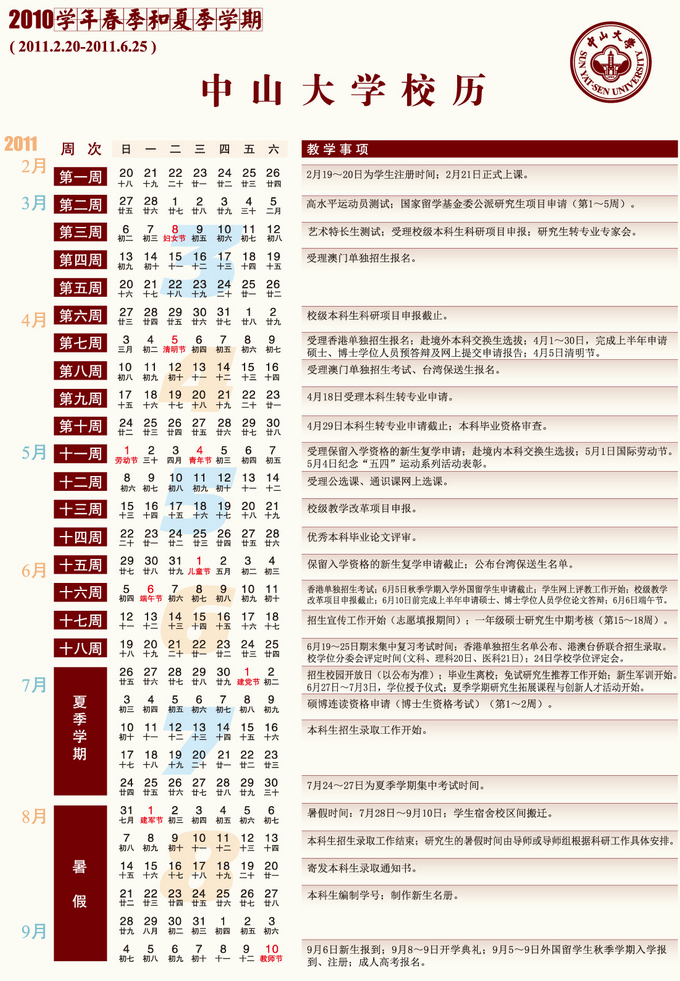 2010学年春季和夏季学期
( 2011.2.20-2011.6.25 )
中山大学
SUN YAT-SEN UNIVERSITY
中山大学校历
2011 周次 日 一 二 三 四 五 六 教学事项
2月
第一周 20 21 22 23 24 25 26 2月19～20日为学生注册时间；2月21日正式上课。
十八 十九 二十 廿一 廿二 廿三 廿四
3月
第二周 27 28 1 2 3 4 5 高水平运动员测试；国家留学基金委公派研究生项目申请（第1～5周）。
廿五 廿六 廿七 廿八 廿九 三十 二月
第三周 6 7 8 9 10 11 12 艺术特长生测试；受理校级本科生科研项目申报；研究生转专业专家会。
初二 初三 妇女节 初五 初六 初七 初八
第四周 13 14 15 16 17 18 19 受理澳门单独招生报名。
初九 初十 十一 十二 十三 十四 十五
第五周 20 21 22 23 24 25 26
十六 十七 十八 十九 二十 廿一 廿二
第六周 27 28 29 30 31 1 2 校级本科生科研项目申报截止。
廿三 廿四 廿五 廿六 廿七 廿八 廿九
4月
第七周 3 4 5 6 7 8 9 受理香港单独招生报名；赴境外本科交换生选拔；4月1～30日，完成上半年申请
三月 初二 清明节 初四 初五 初六 初七 硕士、博士学位人员预答辩及网上提交申请报告；4月5日清明节。
第八周 10 11 12 13 14 15 16 受理澳门单独招生考试、台湾保送生报名。
初八 初九 初十 十一 十二 十三 十四
第九周 17 18 19 20 21 22 23 4月18日受理本科生转专业申请。
十五 十六 十七 十八 十九 二十 廿一
第十周 24 25 26 27 28 29 30 4月29日本科生转专业申请截止；本科毕业资格审查。
廿二 廿三 廿四 廿五 廿六 廿七 廿八
5月
十一周 1 2 3 4 5 6 7 受理保留入学资格的新生复学申请；赴境内本科交换生选拔；5月1日国际劳动节。
劳动节 三十 四月 青年节 初三 初四 初五 5月4日纪念“五四”运动系列活动表彰。
十二周 8 9 10 11 12 13 14 受理公选课、通识课网上选课。
初六 初七 初八 初九 初十 十一 十二
十三周 15 16 17 18 19 20 21 校级教学改革项目申报。
十三 十四 十五 十六 十七 十八 十九
十四周 22 23 24 25 26 27 28 优秀本科毕业论文评审。
二十 廿一 廿二 廿三 廿四 廿五 廿六
十五周 29 30 31 1 2 3 4 保留入学资格的新生复学申请截止；公布台湾保送生名单。
廿七 廿八 廿九 儿童节 五月 初二 初三
6月
十六周 5 6 7 8 9 10 11 香港单独招生考试；6月5日秋季学期入学外国留学生申请截止；学生网上评教工作开始；校级教学
初四 端午节 初六 初七 初八 初九 初十 改革项目申报截止；6月10日前完成上半年申请硕士、博士学位人员学位论文答辩；6月6日端午节。
十七周 12 13 14 15 16 17 18 招生宣传工作开始（志愿填报期间）；一年级硕士研究生中期考核（第15～18周）。
十一 十二 十三 十四 十五 十六 十七
十八周 19 20 21 22 23 24 25 6月19～25日期末集中复习考试时间；香港单独招生名单公布、港澳台侨联合招生录取。
十八 十九 二十 廿一 廿二 廿三 廿四 校学位分委会评定时间(文科、理科20日、医科21日)；24日学校学位评定会。
7月
夏季学期
26 27 28 29 30 1 2 招生校园开放日（以公布为准）；毕业生离校；免试研究生推荐工作开始；新生军训开始。
廿五 廿六 廿七 廿八 廿九 建党节 初二 6月27日～7月3日，学位授予仪式；夏季学期研究生拓展课程与创新人才活动开始。
3 4 5 6 7 8 9 硕博连读资格申请（博士生资格考试）（第1～2周）。
初三 初四 初五 初六 初七 初八 初九
10 11 12 13 14 15 16 本科生招生录取工作开始。
初十 十一 十二 十三 十四 十五 十六
17 18 19 20 21 22 23
十七 十八 十九 二十 廿一 廿二 廿三
24 25 26 27 28 29 30 7月24～27日为夏季学期集中考试时间。
廿四 廿五 廿六 廿七 廿八 廿九 三十
8月
暑假
31 1 2 3 4 5 6 暑假时间：7月28日～9月10日；学生宿舍校区间搬迁。
七月 建军节 初三 初四 初五 初六 初七
7 8 9 10 11 12 13 本科生招生录取工作结束；研究生的暑假时间由导师或导师组根据科研工作具体安排。
初八 初九 初十 十一 十二 十三 十四
14 15 16 17 18 19 20 寄发本科生录取通知书。
十五 十六 十七 十八 十九 二十 廿一
21 22 23 24 25 26 27 本科生编制学号；制作新生名册。
廿二 廿三 廿四 廿五 廿六 廿七 廿八
9月
28 29 30 31 1 2 3
廿九 八月 初二 初三 初四 初五 初六
4 5 6 7 8 9 10 9月6日新生报到；9月8～9日开学典礼；9月5～9日外国留学生秋季学期入学报
初七 初八 初九 初十 十一 十二 教师节 到、注册；成人高考报名。
3
4
5
6
7
8